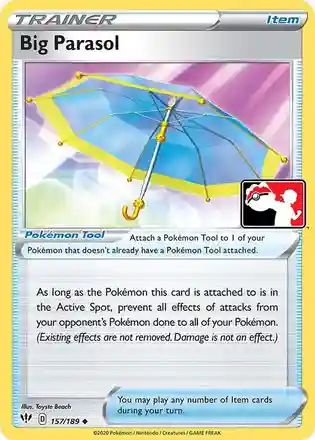 TRAINER Item
Big Parasol
Pokémon Tool Attach a Pokémon Tool to 1 of your
Pokémon that doesn't already have a Pokémon Tool attached.
As long as the Pokémon this card is attached to is in
the Active Spot, prevent all effects of attacks from
your opponent's Pokémon done to all of your Pokémon.
(Existing effects are not removed. Damage is not an effect.)
Illus. Toyste Beach
D 157/189
You may play any number of Item cards
during your turn.
©2020 Pokémon / Nintendo / Creatures / GAME FREAK